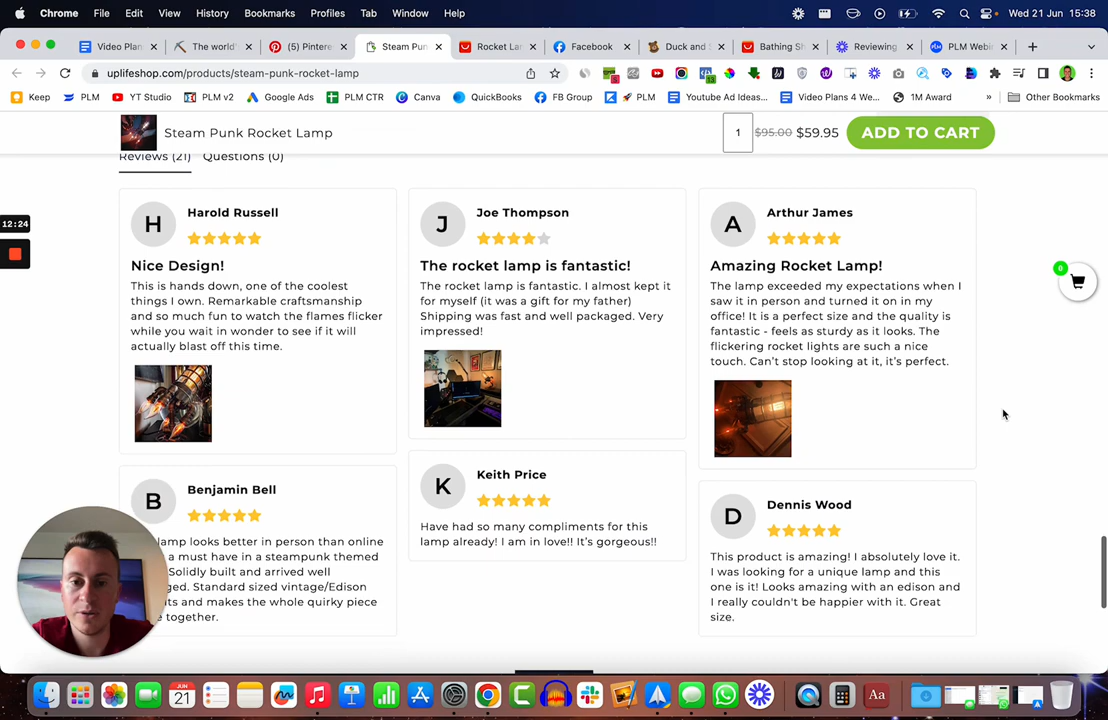 Chrome File Edit View History Bookmarks Profiles Tab Window Help Wed 21 Jun 15:38
Video Plan The world' (5) Pintere Steam Pun Rocket La Facebook Duck and Bathing Sh Reviewing PLM Webi
uplifeshop.com/products/steam-punk-rocket-lamp
Keep PLM YT Studio PLM v2 Google Ads PLM CTR Canva QuickBooks FB Group PLM Youtube Ad Ideas... Video Plans 4 We... 1M Award » Other Bookmarks
Steam Punk Rocket Lamp 1 $95.00 $59.95 ADD TO CART
Reviews (21) Questions (0)
12:24
0
H
Harold Russell
Nice Design!
This is hands down, one of the coolest
things I own. Remarkable craftsmanship
and so much fun to watch the flames flicker
while you wait in wonder to see if it will
actually blast off this time.
J
Joe Thompson
The rocket lamp is fantastic!
The rocket lamp is fantastic. I almost kept it
for myself (it was a gift for my father)
Shipping was fast and well packaged. Very
impressed!
A
Arthur James
Amazing Rocket Lamp!
The lamp exceeded my expectations when I
saw it in person and turned it on in my
office! It is a perfect size and the quality is
fantastic - feels as sturdy as it looks. The
flickering rocket lights are such a nice
touch. Can't stop looking at it, it's perfect.
B
Benjamin Bell
lamp looks better in person than online
a must have in a steampunk themed
Solidly built and arrived well
ged. Standard sized vintage/Edison
ts and makes the whole quirky piece
together.
K
Keith Price
Have had so many compliments for this
lamp already! I am in love!! It's gorgeous!!
D
Dennis Wood
This product is amazing! I absolutely love it.
I was looking for a unique lamp and this
one is it! Looks amazing with an edison and
I really couldn't be happier with it. Great
size.
JUN
21
Aa